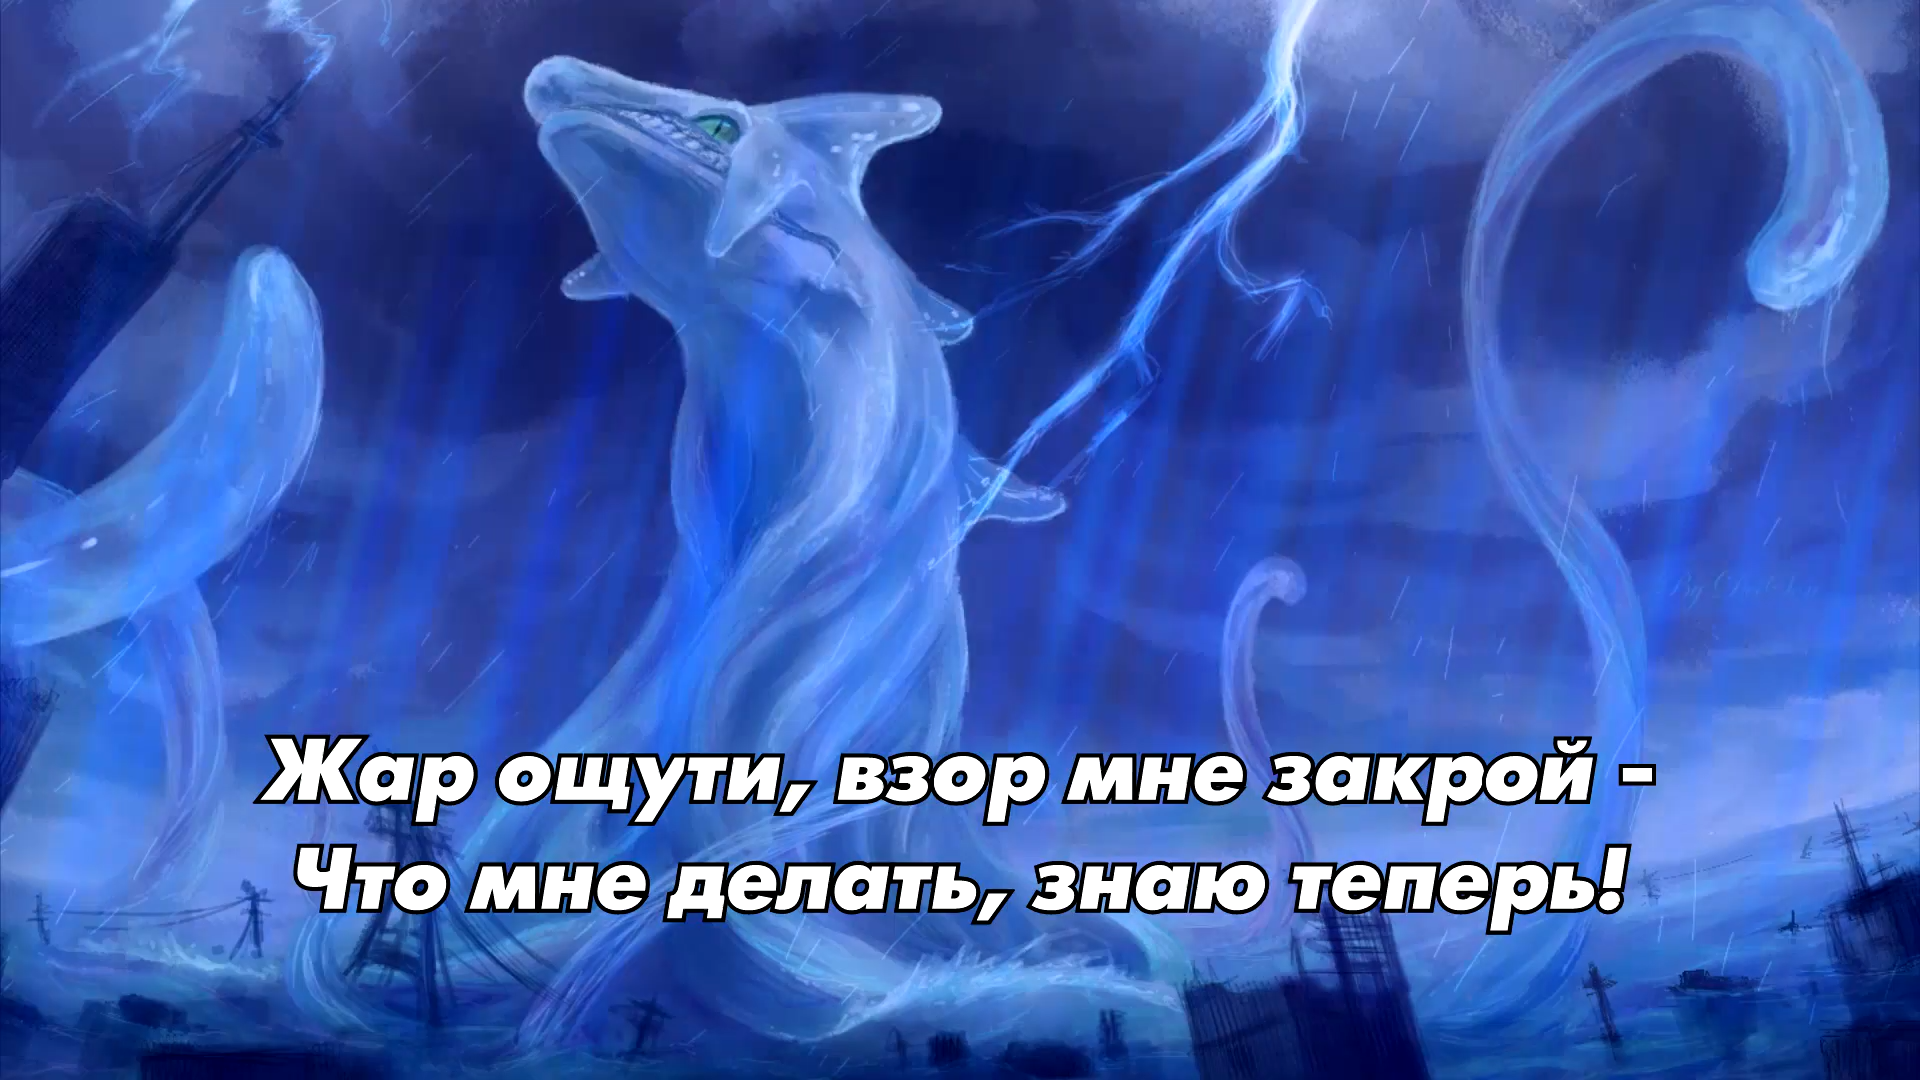 Жар ощути, взор мне закрой -
Что мне делать, знаю теперь!